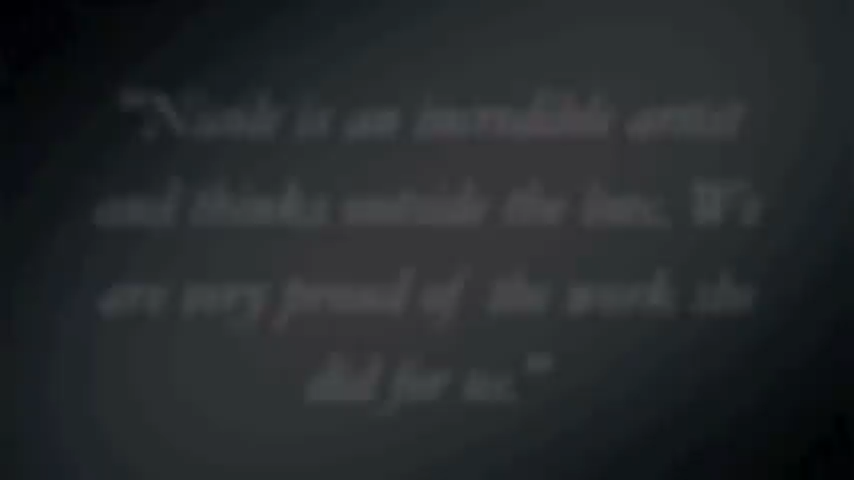 is an incredible artist
and thinks outside the box. We
are very proud of the work she
did for us."